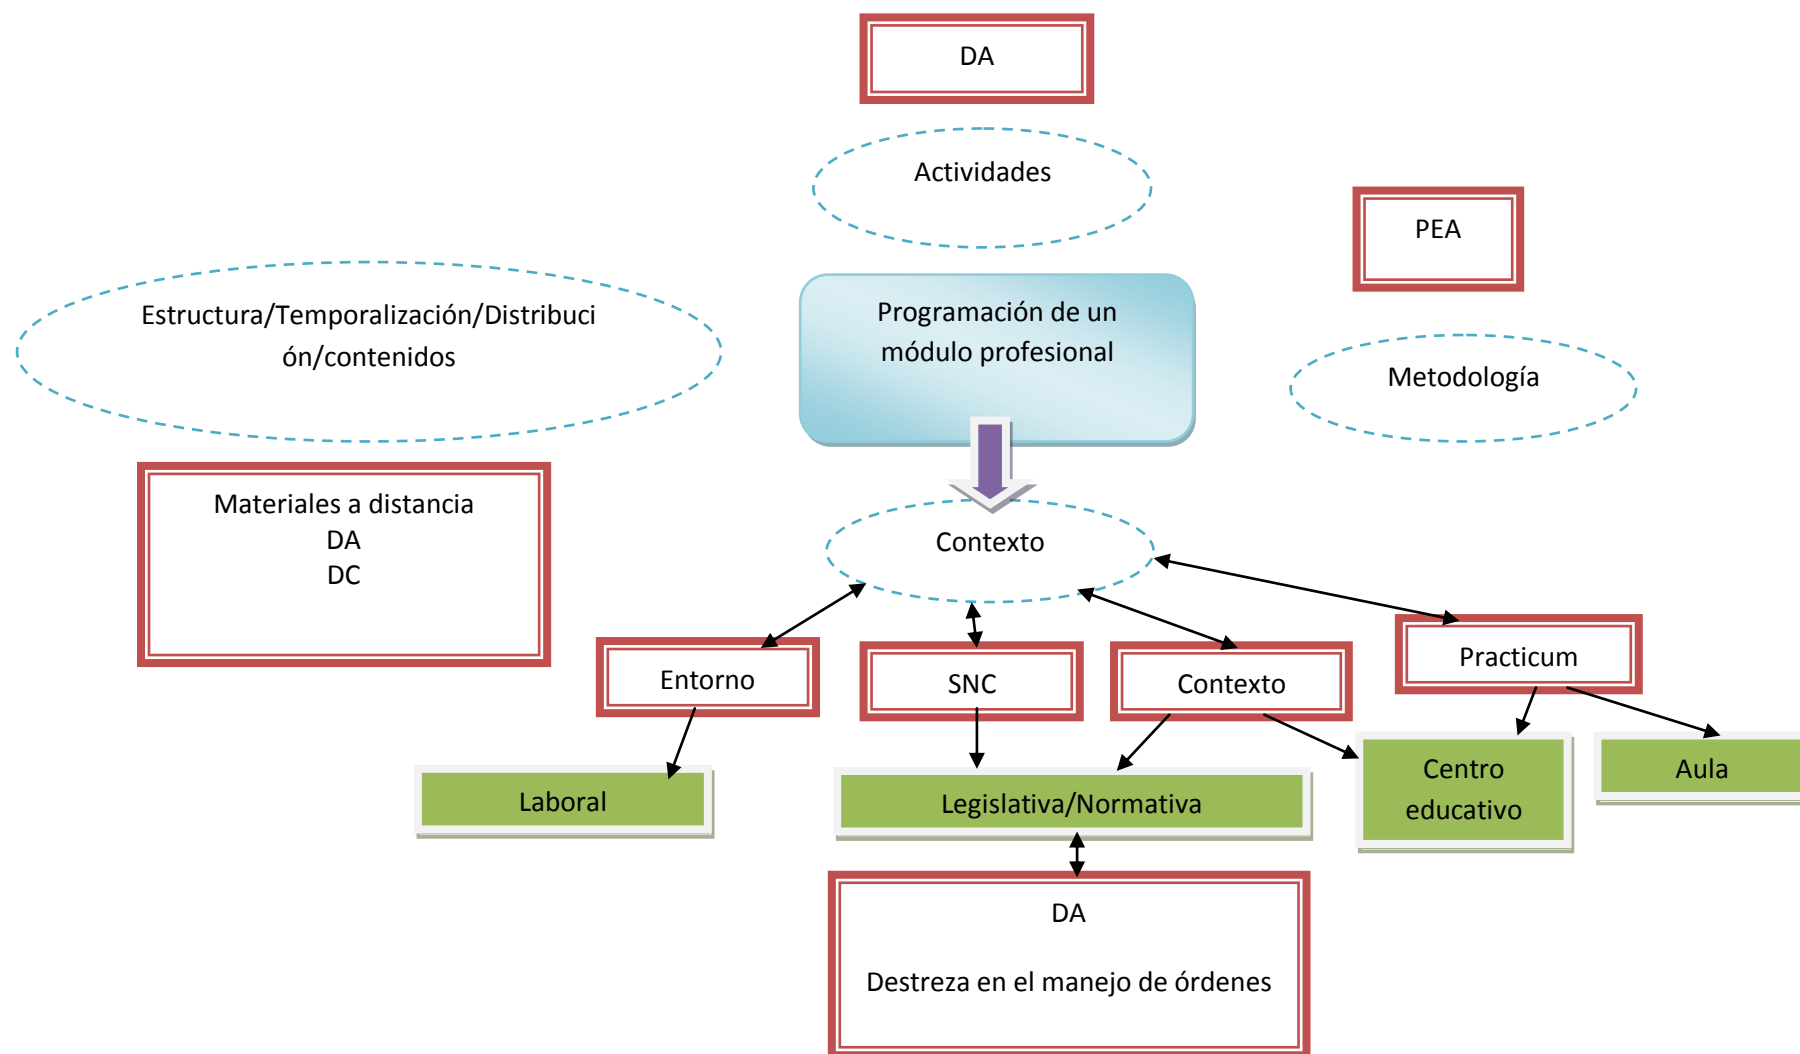 DA
Actividades
PEA
Estructura/Temporalización/Distribuci
ón/contenidos
Programación de un
módulo profesional
Metodología
Materiales a distancia
DA
DC
Contexto
Entorno
SNC
Contexto
Practicum
Laboral
Legislativa/Normativa
Centro
educativo
Aula
DA
Destreza en el manejo de órdenes